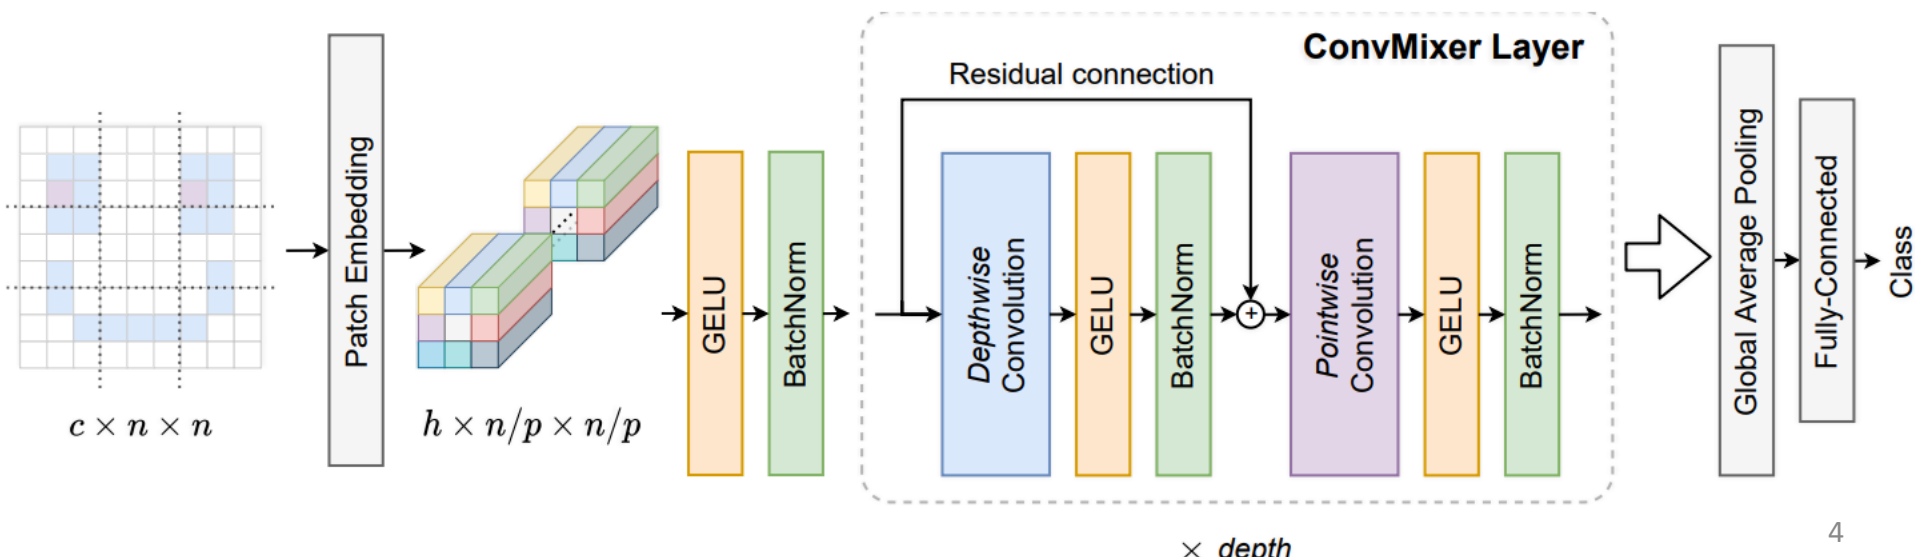 c × n × n
Patch Embedding
h × n/p × n/p
GELU
BatchNorm
ConvMixer Layer
Residual connection
Depthwise
Convolution
GELU
BatchNorm
+
Pointwise
Convolution
GELU
BatchNorm
× depth
Global Average Pooling
Fully-Connected
Class
4